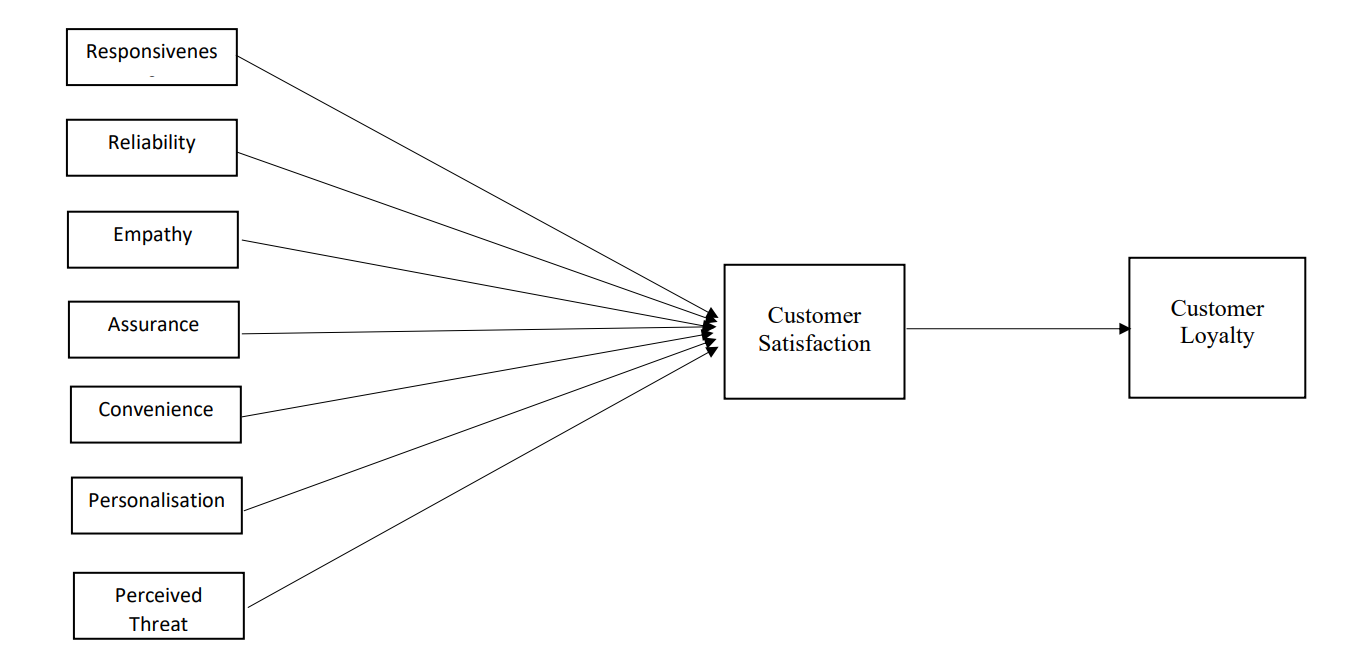 Responsivenes
Reliability
Empathy
Assurance
Convenience
Personalisation
Perceived
Threat
Customer
Satisfaction
Customer
Loyalty